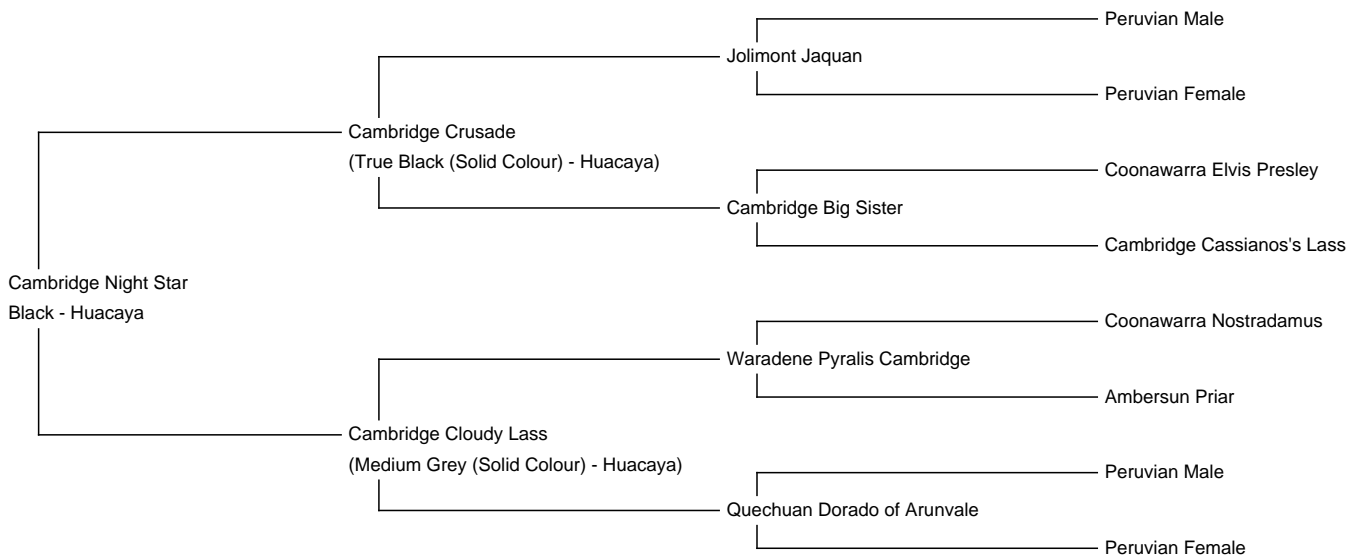 Peruvian Male
Jolimont Jaquan
Peruvian Female
Cambridge Crusade
(True Black (Solid Colour) - Huacaya)
Coonawarra Elvis Presley
Cambridge Big Sister
Cambridge Cassianos's Lass
Cambridge Night Star
Black - Huacaya
Coonawarra Nostradamus
Waradene Pyralis Cambridge
Ambersun Priar
Cambridge Cloudy Lass
(Medium Grey (Solid Colour) - Huacaya)
Peruvian Male
Quechuan Dorado of Arunvale
Peruvian Female